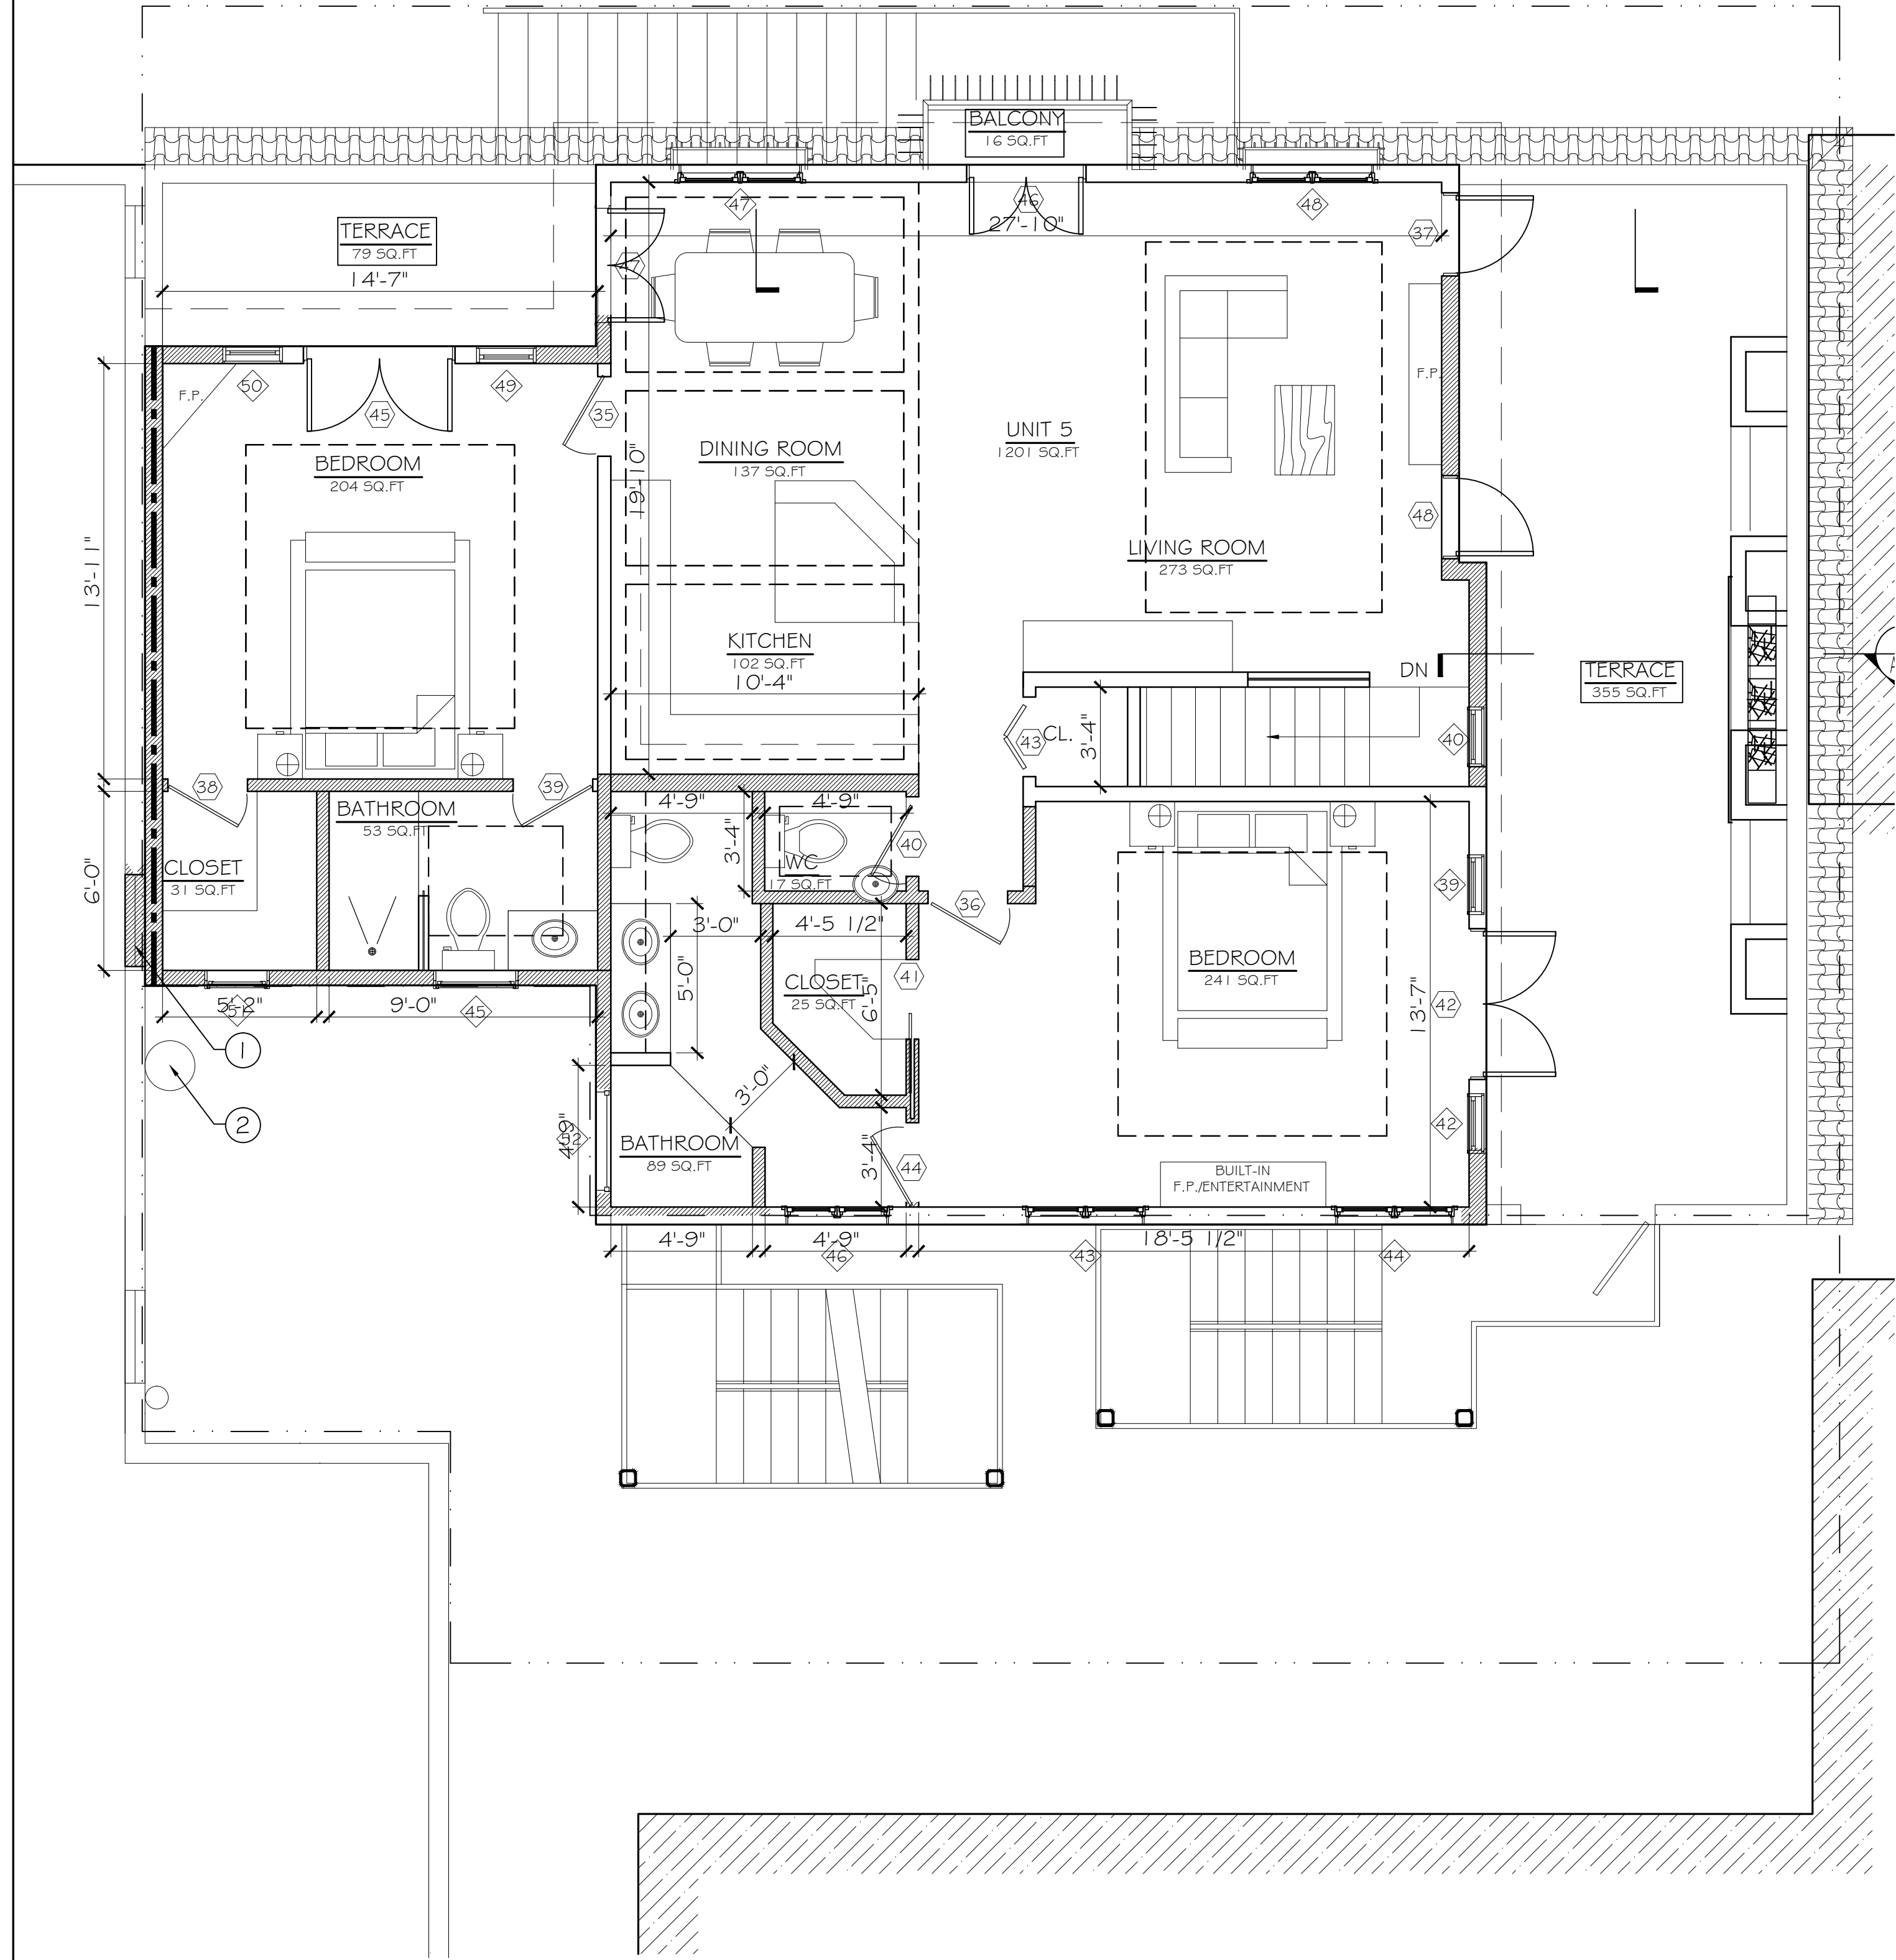 BALCONY
16 SQ.FT
47
46
48
27'-10"
37
TERRACE
79 SQ.FT
14'-7"
47
50
49
F.P.
F.P.
45
35
UNIT 5
1201 SQ.FT
DINING ROOM
137 SQ.FT
BEDROOM
204 SQ.FT
19'-10"
48
13'-11"
LIVING ROOM
273 SQ.FT
KITCHEN
102 SQ.FT
10'-4"
DN
TERRACE
355 SQ.FT
43
CL.
3'-4"
40
38
39
BATHROOM
53 SQ.FT
4'-9"
4'-9"
3'-4"
40
WC
17 SQ.FT
CLOSET
31 SQ.FT
6'-0"
36
39
3'-0"
4'-5 1/2"
BEDROOM
241 SQ.FT
41
CLOSET
25 SQ.FT
5'-0"
6'-5"
13'-7"
42
5'-2"
51
9'-0"
45
1
2
3'-0"
42
4'-9"
52
BATHROOM
89 SQ.FT
3'-4"
44
BUILT-IN
F.P./ENTERTAINMENT
4'-9"
4'-9"
46
18'-5 1/2"
43
44